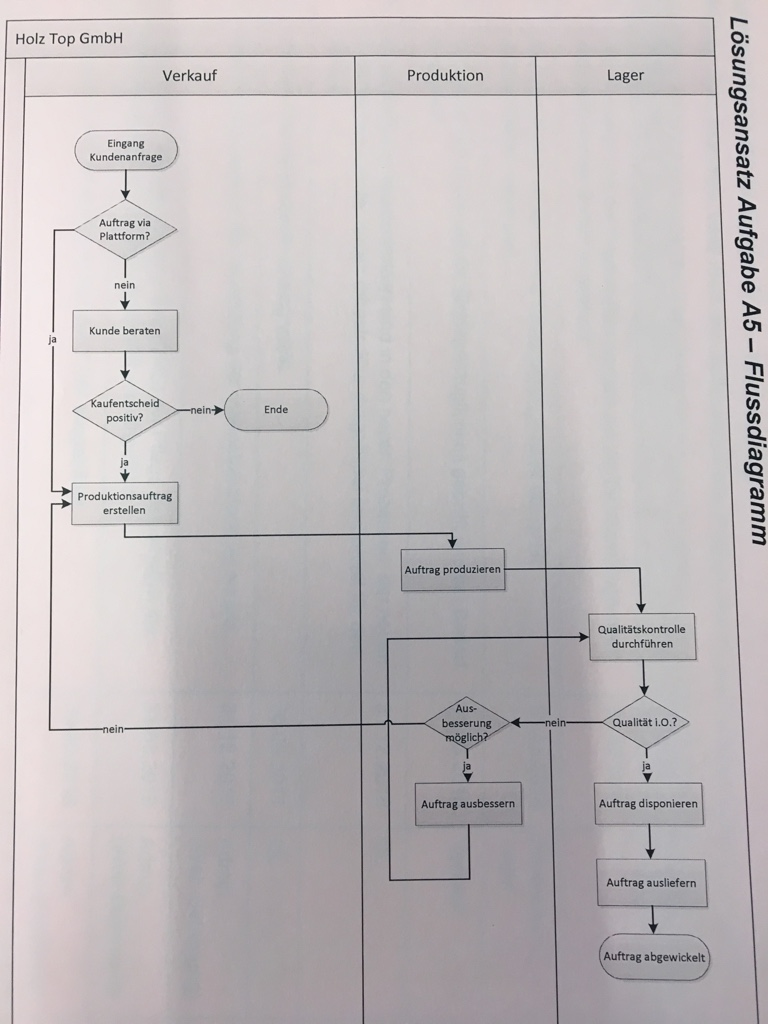 Lösungsansatz Aufgabe A5 – Flussdiagramm
Holz Top GmbH
Verkauf
Produktion
Lager
Eingang
Kundenanfrage
Auftrag via
Plattform?
nein
ja
Kunde beraten
Kaufentscheid
positiv?
nein
Ende
ja
Produktionsauftrag
erstellen
Auftrag produzieren
Qualitätskontrolle
durchführen
Qualität i.O.?
nein
Aus-
besserung
möglich?
nein
ja
ja
Auftrag ausbessern
Auftrag disponieren
Auftrag ausliefern
Auftrag abgewickelt